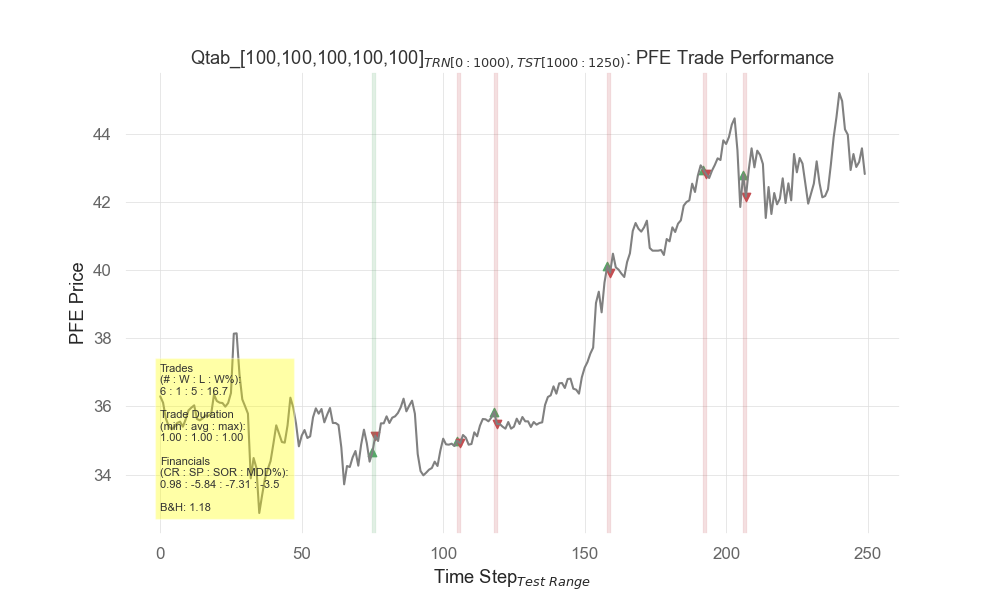 Qtab_[100,100,100,100,100]TRN[0:1000),TST[1000:1250): PFE Trade Performance
PFE Price
44
42
40
38
36
34
Trades
(# : W : L : W%):
6 : 1 : 5 : 16.7
Trade Duration
(min : avg : max):
1.00 : 1.00 : 1.00
Financials
(CR : SP : SOR : MDD%):
0.98 : -5.84 : -7.31 : -3.5
B&H: 1.18
0 50 100 150 200 250
Time StepTest Range